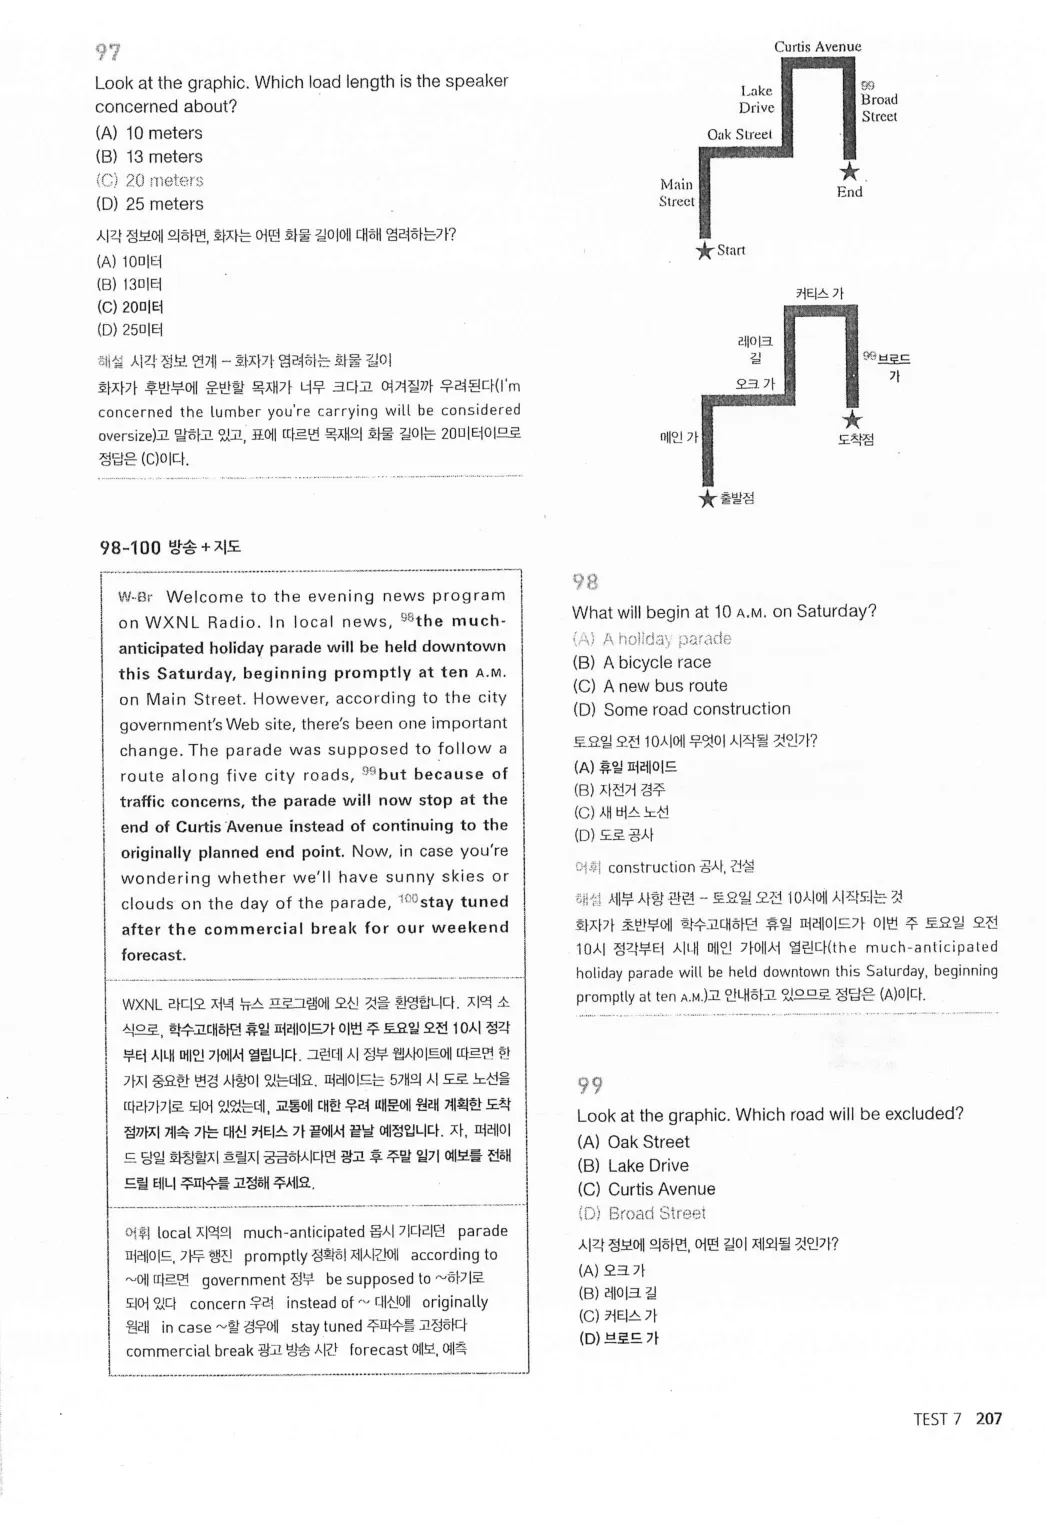 97
Look at the graphic. Which load length is the speaker
concerned about?
(A) 10 meters
(B) 13 meters
(C) 20 meters
(D) 25 meters
시각 정보에 의하면, 화자는 어떤 화물 길이에 대해 염려하는가?
(A) 10미터
(B) 13미터
(C) 20미터
(D) 25미터
해설 시각 정보 연계 – 화자가 염려하는 화물 길이
화자가 후반부에 운반할 목재가 너무 크다고 여겨질까 우려된다(I'm
concerned the lumber you're carrying will be considered
oversize)고 말하고 있고, 표에 따르면 목재의 화물 길이는 20미터이므로
정답은 (C)이다.
98-100 방송 + 지도
W-Br Welcome to the evening news program
on WXNL Radio. In local news, 98the much-
anticipated holiday parade will be held downtown
this Saturday, beginning promptly at ten A.M.
on Main Street. However, according to the city
government's Web site, there's been one important
change. The parade was supposed to follow a
route along five city roads, 99but because of
traffic concerns, the parade will now stop at the
end of Curtis Avenue instead of continuing to the
originally planned end point. Now, in case you're
wondering whether we'll have sunny skies or
clouds on the day of the parade, 100stay tuned
after the commercial break for our weekend
forecast.
WXNL 라디오 저녁 뉴스 프로그램에 오신 것을 환영합니다. 지역 소
식으로, 학수고대하던 휴일 퍼레이드가 이번 주 토요일 오전 10시 정각
부터 시내 메인 가에서 열립니다. 그런데 시 정부 웹사이트에 따르면 한
가지 중요한 변경 사항이 있는데요. 퍼레이드는 5개의 시 도로 노선을
따라가기로 되어 있었는데, 교통에 대한 우려 때문에 원래 계획한 도착
점까지 계속 가는 대신 커티스 가 끝에서 끝날 예정입니다. 자, 퍼레이
드 당일 화창할지 흐릴지 궁금하시다면 광고 후 주말 일기 예보를 전해
드릴 테니 주파수를 고정해 주세요.
어휘 local 지역의 much-anticipated 몹시 기다리던 parade
퍼레이드, 가두 행진 promptly 정확히 제시간에 according to
~에 따르면 government 정부 be supposed to ~하기로
되어 있다 concern 우려 instead of ~ 대신에 originally
원래 in case ~할 경우에 stay tuned 주파수를 고정하다
commercial break 광고 방송 시간 forecast 예보, 예측
Curtis Avenue
Lake
Drive
99
Broad
Street
Oak Street
Main
Street
End
Start
커티스 가
레이크
길
99 브로드
가
오크 가
메인 가
도착점
출발점
98
What will begin at 10 A.M. on Saturday?
(A) A holiday parade
(B) A bicycle race
(C) A new bus route
(D) Some road construction
토요일 오전 10시에 무엇이 시작될 것인가?
(A) 휴일 퍼레이드
(B) 자전거 경주
(C) 새 버스 노선
(D) 도로 공사
어휘 construction 공사, 건설
해설 세부 사항 관련 – 토요일 오전 10시에 시작되는 것
화자가 초반부에 학수고대하던 휴일 퍼레이드가 이번 주 토요일 오전
10시 정각부터 시내 메인 가에서 열린다(the much-anticipated
holiday parade will be held downtown this Saturday, beginning
promptly at ten A.M.)고 안내하고 있으므로 정답은 (A)이다.
99
Look at the graphic. Which road will be excluded?
(A) Oak Street
(B) Lake Drive
(C) Curtis Avenue
(D) Broad Street
시각 정보에 의하면, 어떤 길이 제외될 것인가?
(A) 오크 가
(B) 레이크 길
(C) 커티스 가
(D) 브로드 가
TEST 7 207